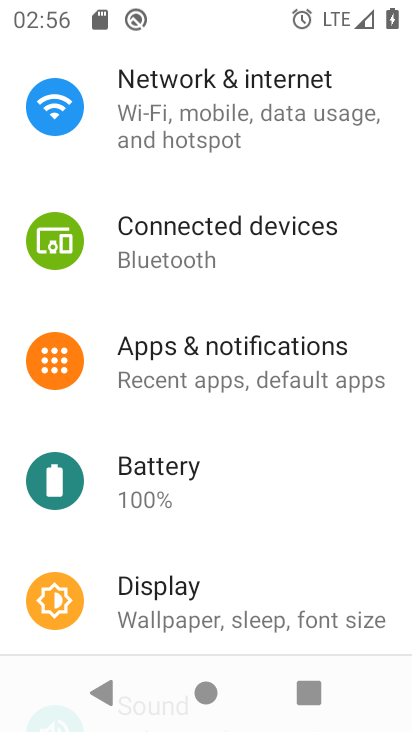 02:56
LTE
Network & internet
Wi-Fi, mobile, data usage,
and hotspot
Connected devices
Bluetooth
Apps & notifications
Recent apps, default apps
Battery
100%
Display
Wallpaper, sleep, font size
Sound